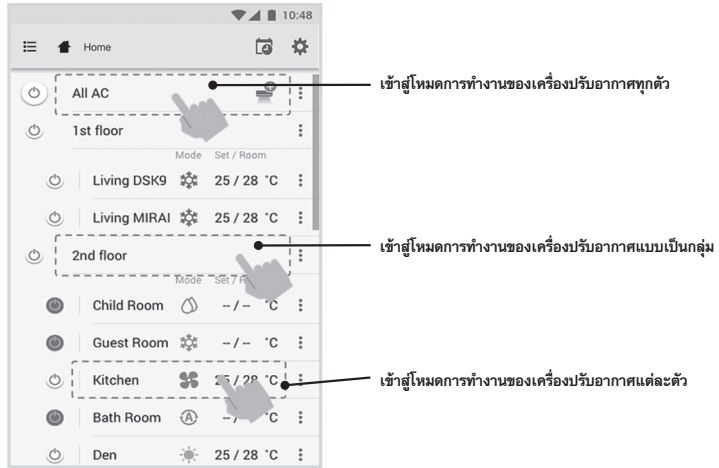 10:48
Home
All AC
เข้าสู่โหมดการทำงานของเครื่องปรับอากาศทุกตัว
1st floor
Mode Set / Room
Living DSK9 25 / 28 °C
Living MIRAI 25 / 28 °C
2nd floor
เข้าสู่โหมดการทำงานของเครื่องปรับอากาศแบบเป็นกลุ่ม
Mode Set / R
Child Room -- / -- °C
Guest Room -- / -- °C
Kitchen 25 / 28 °C
เข้าสู่โหมดการทำงานของเครื่องปรับอากาศแต่ละตัว
Bath Room A -- / °C
Den 25 / 28 °C